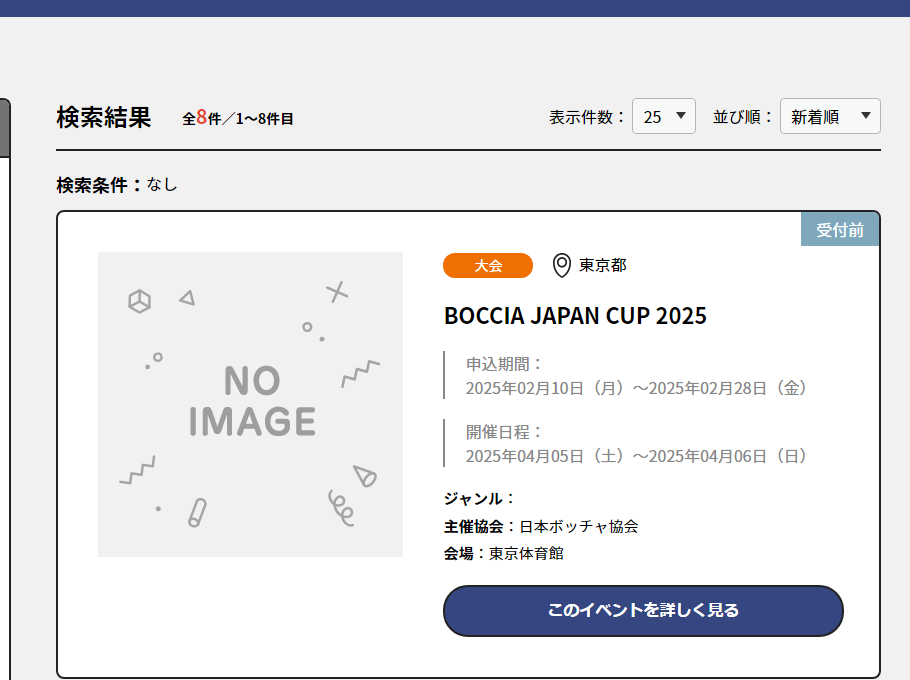 検索結果 全8件／1〜8件目 表示件数： 25 並び順： 新着順
検索条件：なし
受付前
大会 東京都
BOCCIA JAPAN CUP 2025
申込期間：
2025年02月10日（月）〜2025年02月28日（金）
開催日程：
2025年04月05日（土）〜2025年04月06日（日）
ジャンル：
主催協会：日本ボッチャ協会
会場：東京体育館
このイベントを詳しく見る
NO
IMAGE